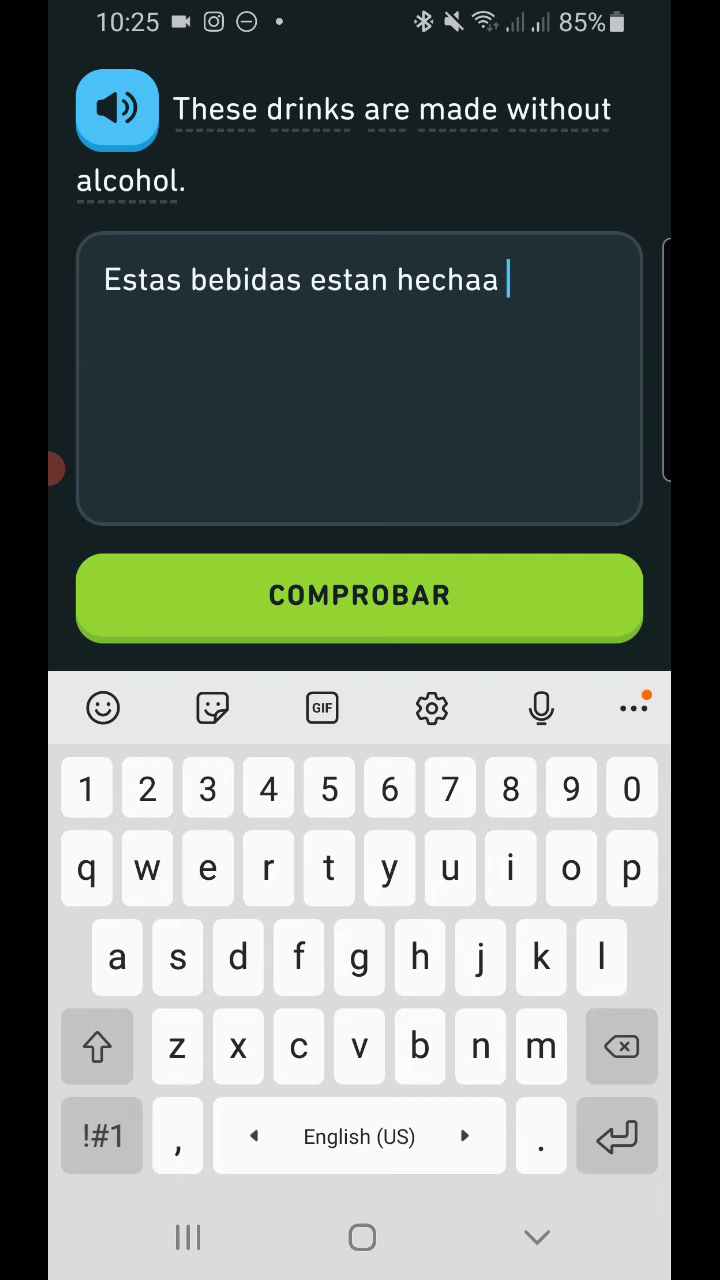 10:25 85%
These drinks are made without
alcohol.
Estas bebidas estan hechaa
COMPROBAR
GIF
1 2 3 4 5 6 7 8 9 0
q w e r t y u i o p
a s d f g h j k l
z x c v b n m
!#1 , English (US) .